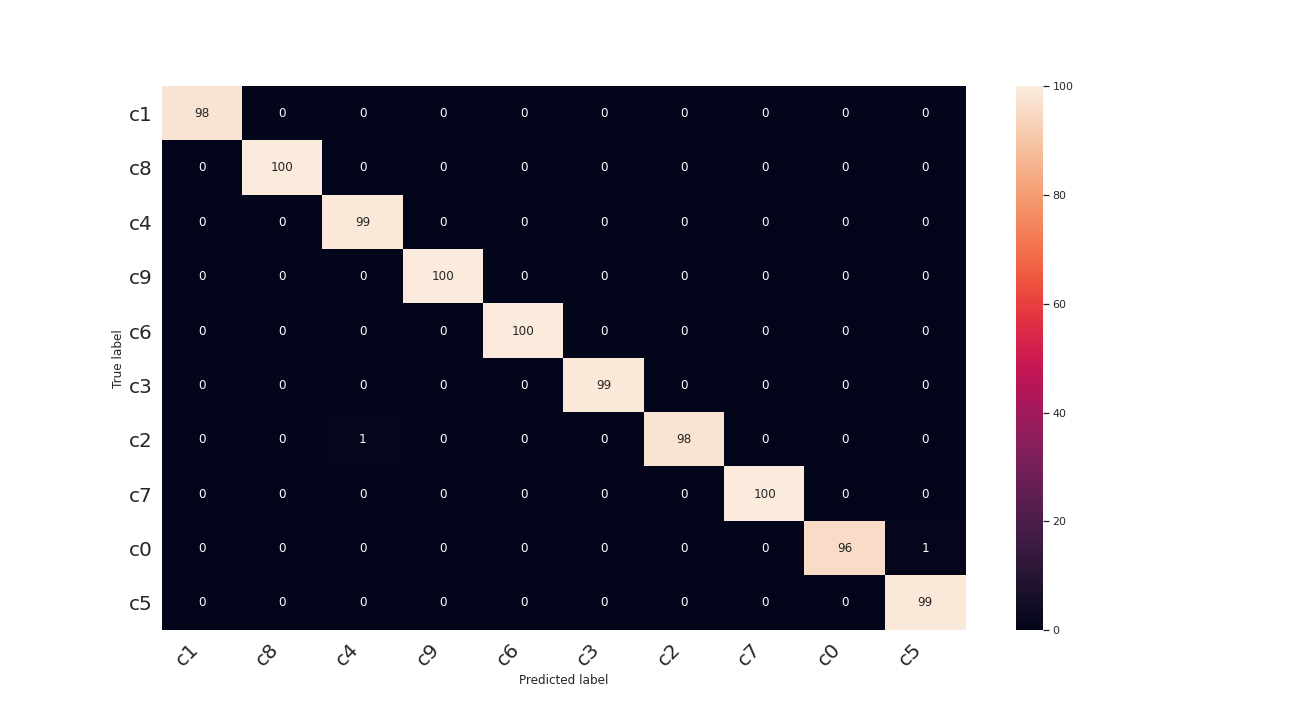 c1 98 0 0 0 0 0 0 0 0 0
c8 0 100 0 0 0 0 0 0 0 0
c4 0 0 99 0 0 0 0 0 0 0
c9 0 0 0 100 0 0 0 0 0 0
c6 0 0 0 0 100 0 0 0 0 0
c3 0 0 0 0 0 99 0 0 0 0
c2 0 0 1 0 0 0 98 0 0 0
c7 0 0 0 0 0 0 0 100 0 0
c0 0 0 0 0 0 0 0 0 96 1
c5 0 0 0 0 0 0 0 0 0 99
True label
c1 c8 c4 c9 c6 c3 c2 c7 c0 c5
Predicted label
100
80
60
40
20
0